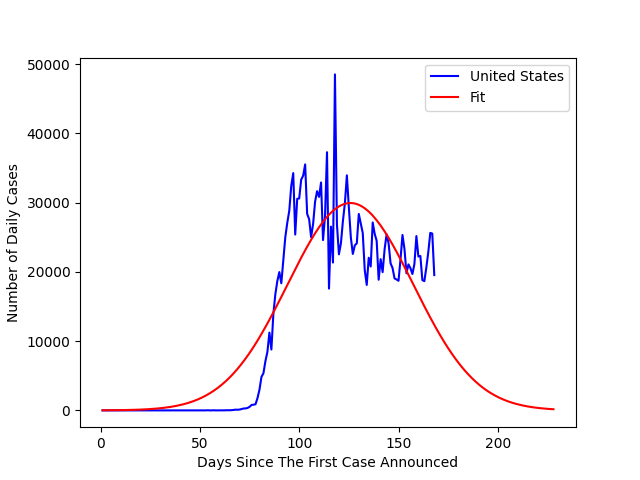 United States
Fit
50000
40000
30000
20000
10000
0
Number of Daily Cases
0 50 100 150 200
Days Since The First Case Announced